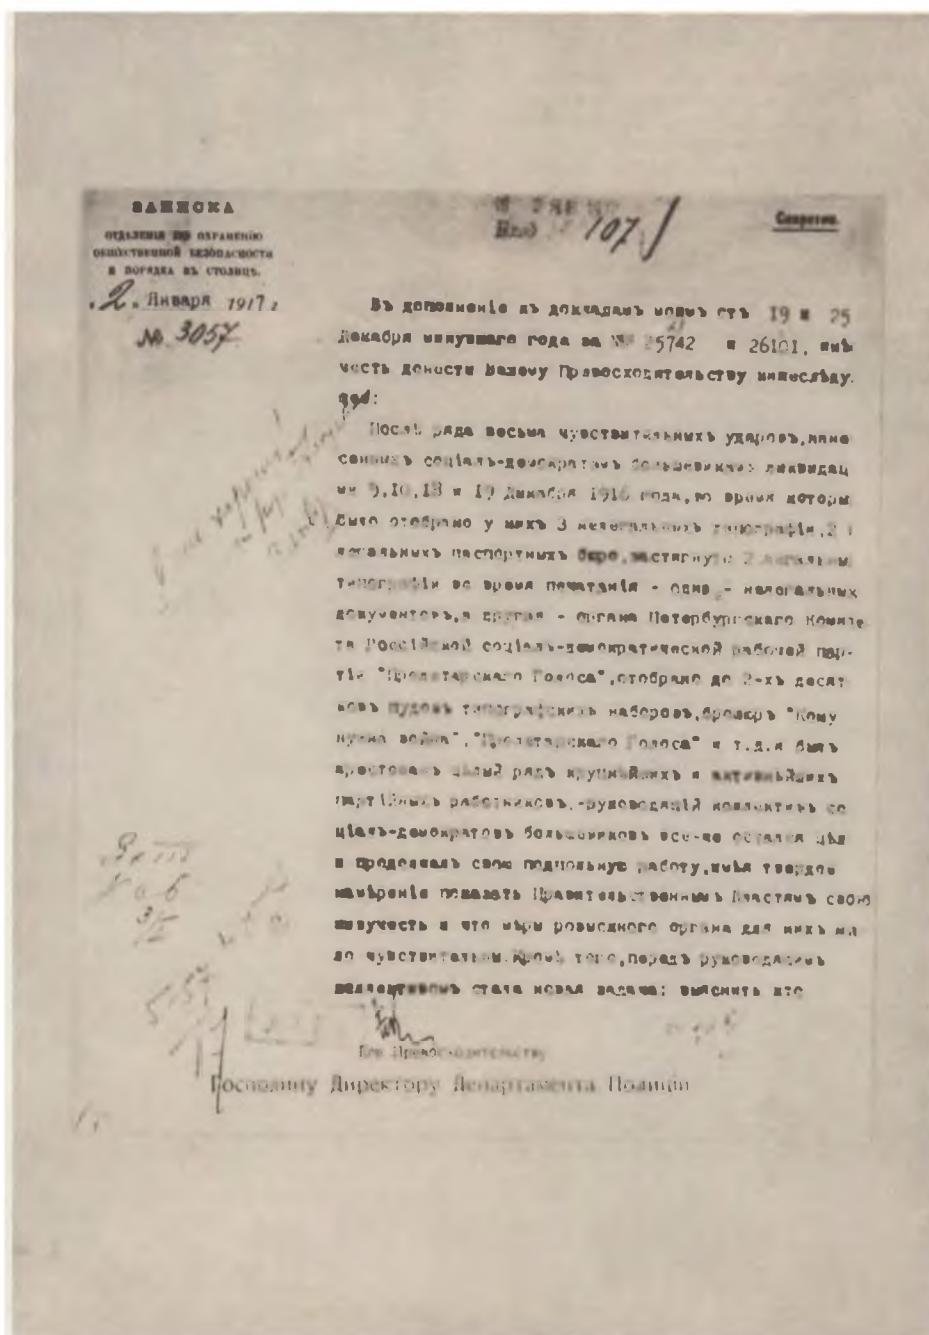 ЗАПИСКА
ОТДѢЛЕНІЯ ПО ОХРАНЕНІЮ
ОБЩЕСТВЕННОЙ БЕЗОПАСНОСТИ
И ПОРЯДКА ВЪ СТОЛИЦѢ.
„2„ Января 1917 г
№ 3057
Вход 107
Секретно.
Въ дополненіе къ докладамъ моимъ отъ 19 и 25
Декабря минувшаго года за №№ 25742 и 26101, имѣ
честь донести Вашему Превосходительству нижеслѣду
щее:
Послѣ ряда весьма чувствительныхъ ударовъ,нане
сенныхъ соціалъ-демократамъ большевикамъ ликвидац
ми 9,10,18 и 19 Декабря 1916 года,во время которы
было отобрано у нихъ 3 нелегальныхъ типографіи,2
легальныхъ паспортныхъ бюро,застигнуто 2 легальны
типографіи во время печатанія - одна - нелегальныхъ
документовъ,а другая - органа Петербургскаго Комите
та Россійской соціалъ-демократической рабочей пар-
тіи "Пролетарскаго Голоса",отобрано до 2-хъ десят
ковъ пудовъ типографскихъ наборовъ,брошюръ "Кому
нужна война","Пролетарскаго Голоса" и т.д.и былъ
арестованъ цѣлый рядъ крупнѣйшихъ и активнѣйшихъ
партійныхъ работниковъ,-руководящій коллективъ со
ціалъ-демократовъ большевиковъ все-же остался цѣл
и продолжалъ свою подпольную работу,имѣя твердое
намѣреніе показать Правительственнымъ Властямъ свою
живучесть и что мѣры розыскного органа для нихъ ма
ло чувствительны.Кромѣ того,передъ руководящимъ
коллективомъ стала новая задача: выяснить кто
Его Превосходительству
Господину Директору Департамента Полиціи